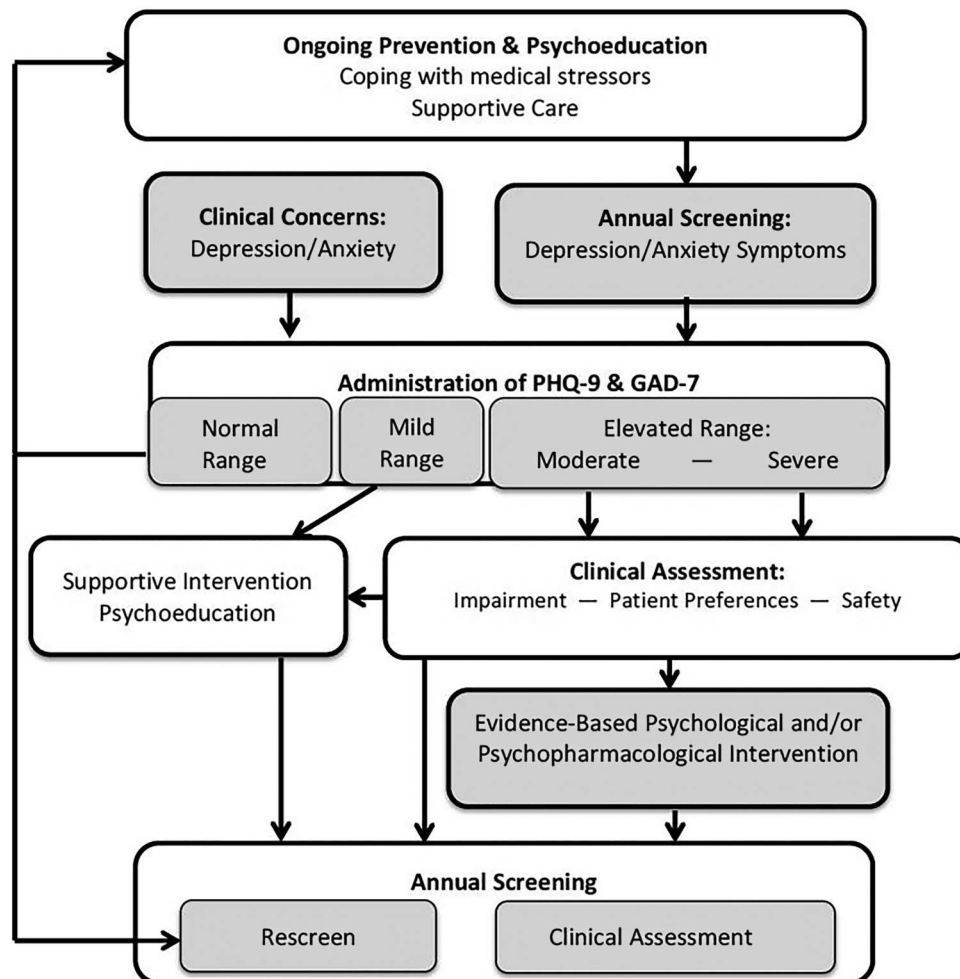 Ongoing Prevention & Psychoeducation
Coping with medical stressors
Supportive Care
Clinical Concerns:
Depression/Anxiety
Annual Screening:
Depression/Anxiety Symptoms
Administration of PHQ-9 & GAD-7
Normal
Range
Mild
Range
Elevated Range:
Moderate — Severe
Supportive Intervention
Psychoeducation
Clinical Assessment:
Impairment — Patient Preferences — Safety
Evidence-Based Psychological and/or
Psychopharmacological Intervention
Annual Screening
Rescreen
Clinical Assessment